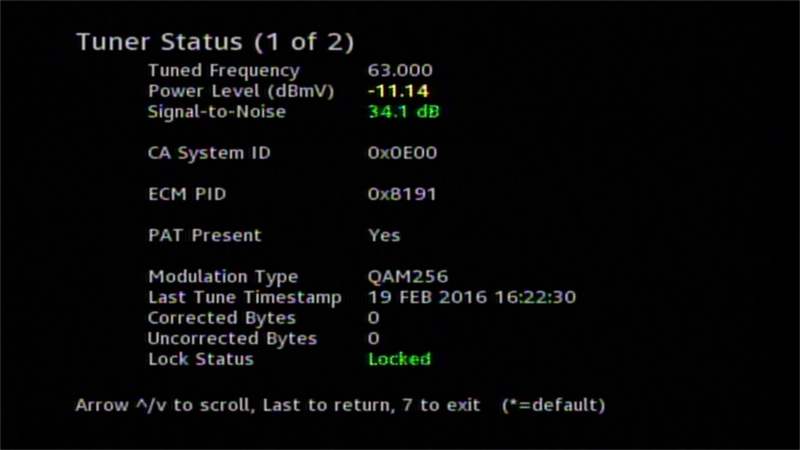 Tuner Status (1 of 2)
Tuned Frequency 63.000
Power Level (dBmV) -11.14
Signal-to-Noise 34.1 dB
CA System ID 0x0E00
ECM PID 0x8191
PAT Present Yes
Modulation Type QAM256
Last Tune Timestamp 19 FEB 2016 16:22:30
Corrected Bytes 0
Uncorrected Bytes 0
Lock Status Locked
Arrow ^/v to scroll, Last to return, 7 to exit (*=default)